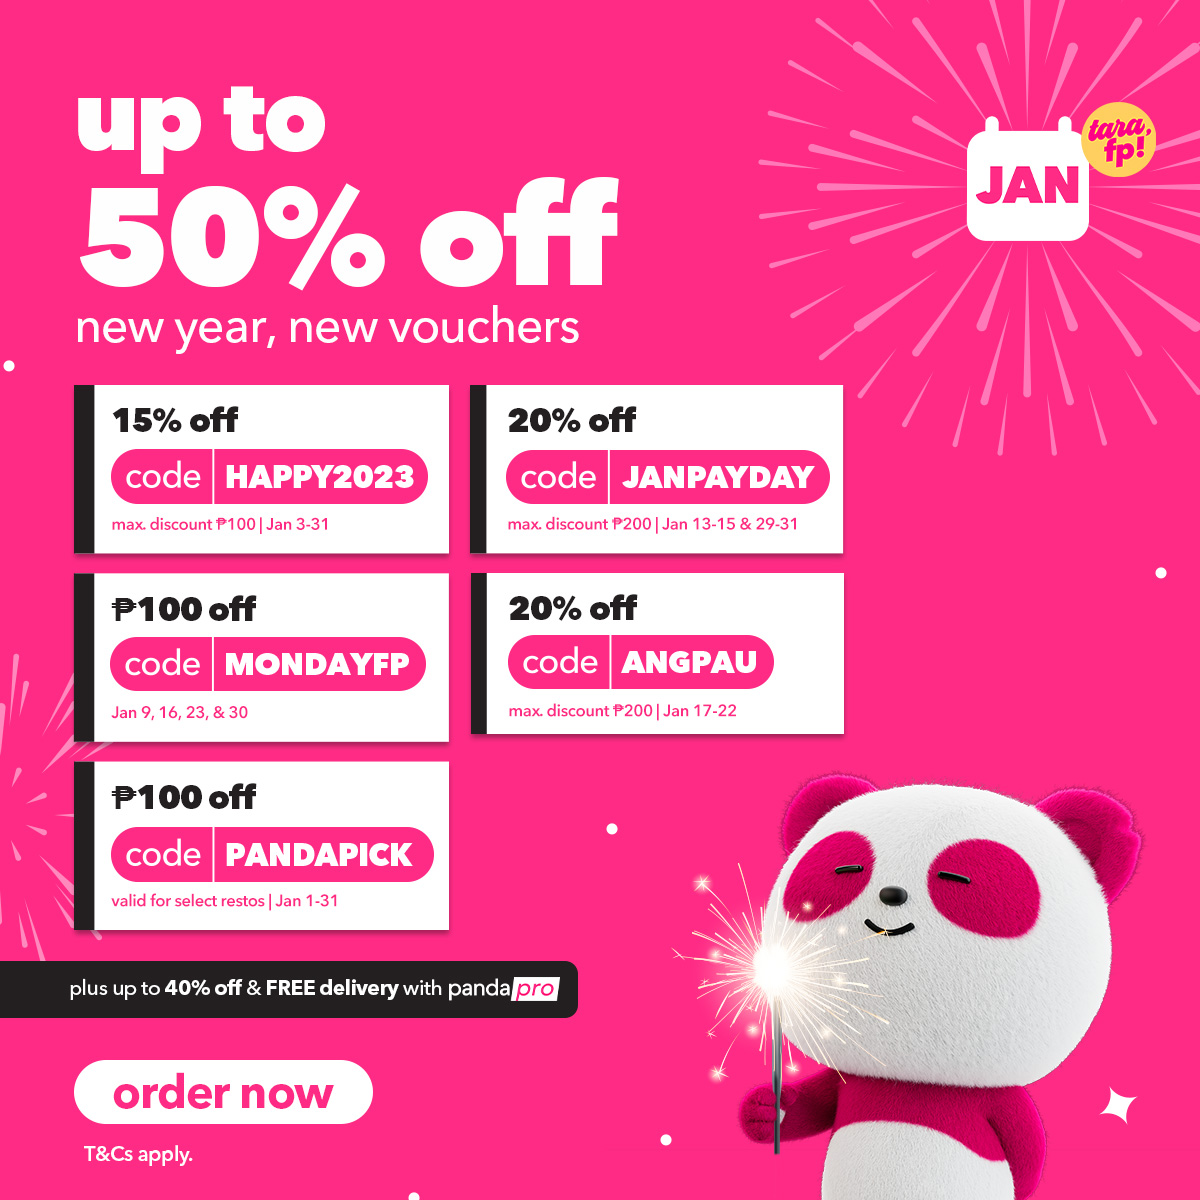 up to
50% off
new year, new vouchers
JAN
tara,
fp!
15% off
code HAPPY2023
max. discount ₱100 | Jan 3-31
20% off
code JANPAYDAY
max. discount ₱200 | Jan 13-15 & 29-31
₱100 off
code MONDAYFP
Jan 9, 16, 23, & 30
20% off
code ANGPAU
max. discount ₱200 | Jan 17-22
₱100 off
code PANDAPICK
valid for select restos | Jan 1-31
plus up to 40% off & FREE delivery with pandapro
order now
T&Cs apply.